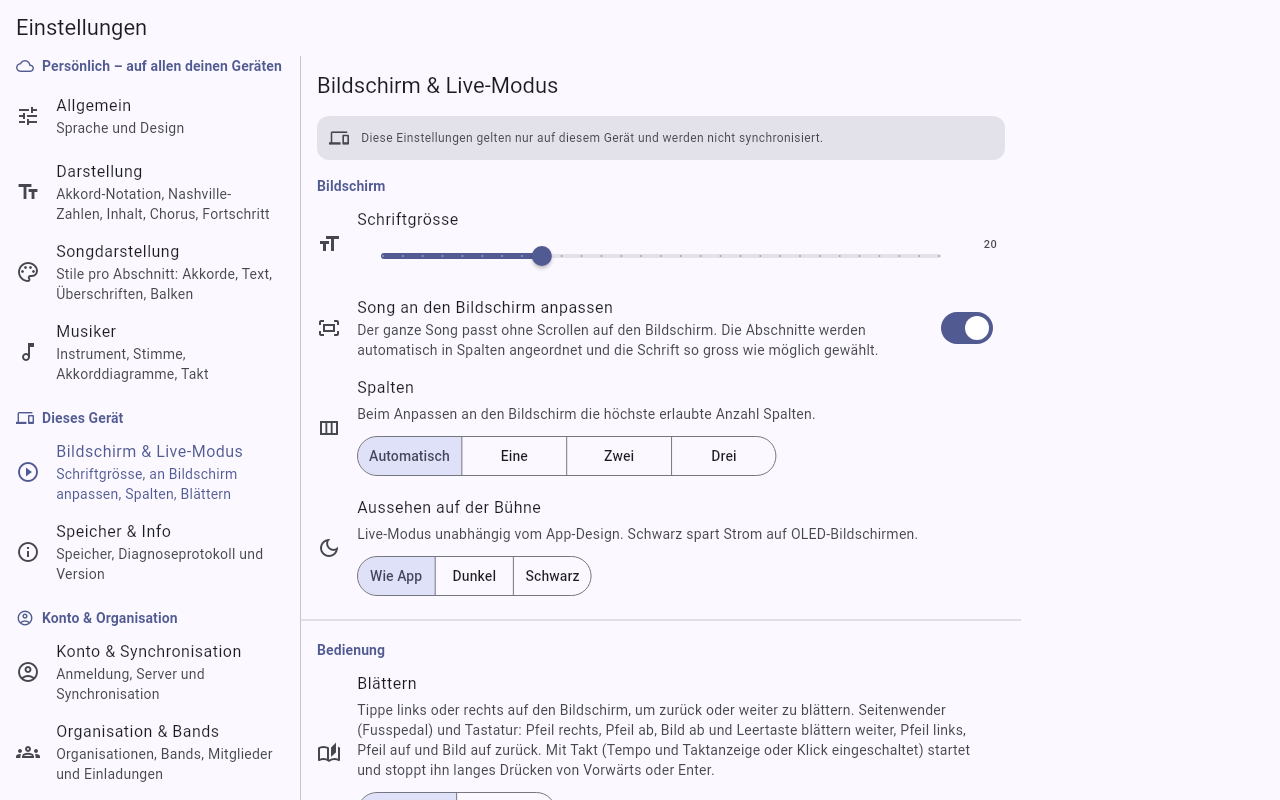 Einstellungen
Persönlich – auf allen deinen Geräten
Allgemein
Sprache und Design
Darstellung
Akkord-Notation, Nashville-
Zahlen, Inhalt, Chorus, Fortschritt
Songdarstellung
Stile pro Abschnitt: Akkorde, Text,
Überschriften, Balken
Musiker
Instrument, Stimme,
Akkorddiagramme, Takt
Dieses Gerät
Bildschirm & Live-Modus
Schriftgrösse, an Bildschirm
anpassen, Spalten, Blättern
Speicher & Info
Speicher, Diagnoseprotokoll und
Version
Konto & Organisation
Konto & Synchronisation
Anmeldung, Server und
Synchronisation
Organisation & Bands
Organisationen, Bands, Mitglieder
und Einladungen
Bildschirm & Live-Modus
Diese Einstellungen gelten nur auf diesem Gerät und werden nicht synchronisiert.
Bildschirm
Schriftgrösse
20
Song an den Bildschirm anpassen
Der ganze Song passt ohne Scrollen auf den Bildschirm. Die Abschnitte werden
automatisch in Spalten angeordnet und die Schrift so gross wie möglich gewählt.
Spalten
Beim Anpassen an den Bildschirm die höchste erlaubte Anzahl Spalten.
Automatisch Eine Zwei Drei
Aussehen auf der Bühne
Live-Modus unabhängig vom App-Design. Schwarz spart Strom auf OLED-Bildschirmen.
Wie App Dunkel Schwarz
Bedienung
Blättern
Tippe links oder rechts auf den Bildschirm, um zurück oder weiter zu blättern. Seitenwender
(Fusspedal) und Tastatur: Pfeil rechts, Pfeil ab, Bild ab und Leertaste blättern weiter, Pfeil links,
Pfeil auf und Bild auf zurück. Mit Takt (Tempo und Taktanzeige oder Klick eingeschaltet) startet
und stoppt ihn langes Drücken von Vorwärts oder Enter.